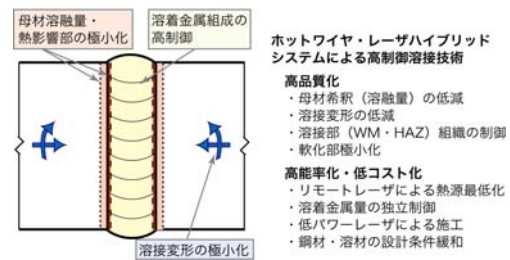 母材溶融量・
熱影響部の極小化
溶着金属組成の
高制御
溶接変形の極小化
ホットワイヤ・レーザハイブリッド
システムによる高制御溶接技術
高品質化
・母材希釈（溶融量）の低減
・溶接変形の低減
・溶接部（WM・HAZ）組織の制御
・軟化部極小化
高能率化・低コスト化
・リモートレーザによる熱源最低化
・溶着金属量の独立制御
・低パワーレーザによる施工
・鋼材・溶材の設計条件緩和